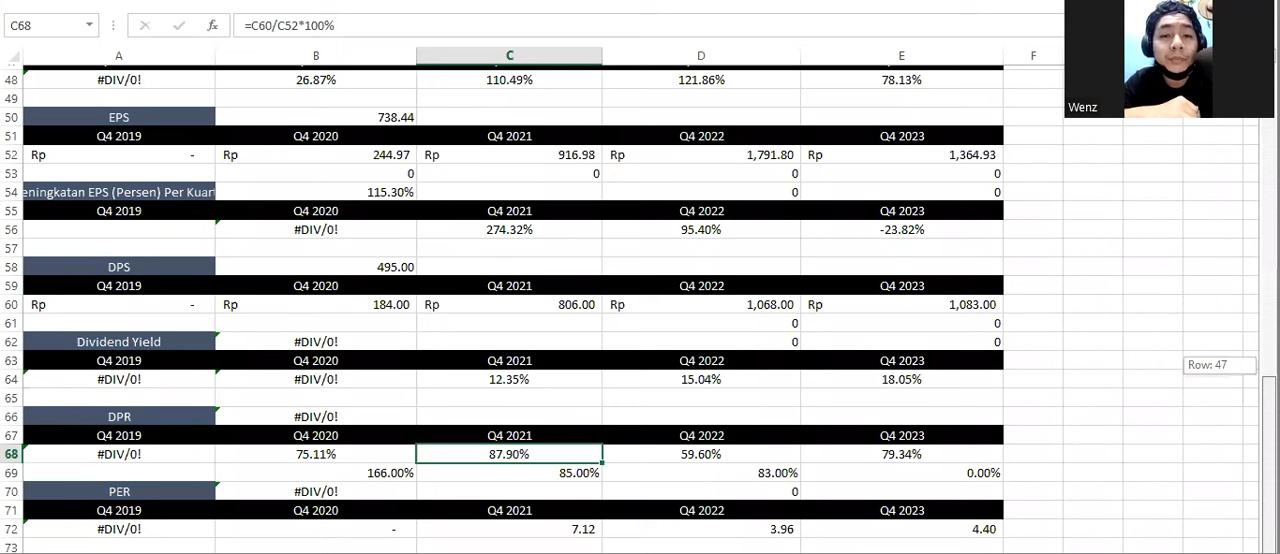 C68 fx =C60/C52*100%
A B C D E F
48 #DIV/0! 26.87% 110.49% 121.86% 78.13%
49
50 EPS 738.44
51 Q4 2019 Q4 2020 Q4 2021 Q4 2022 Q4 2023
52 Rp - Rp 244.97 Rp 916.98 Rp 1,791.80 Rp 1,364.93
53 0 0 0 0
54 eningkatan EPS (Persen) Per Kuart 115.30% 0 0
55 Q4 2019 Q4 2020 Q4 2021 Q4 2022 Q4 2023
56 #DIV/0! 274.32% 95.40% -23.82%
57
58 DPS 495.00
59 Q4 2019 Q4 2020 Q4 2021 Q4 2022 Q4 2023
60 Rp - Rp 184.00 Rp 806.00 Rp 1,068.00 Rp 1,083.00
61 0 0
62 Dividend Yield #DIV/0! 0 0
63 Q4 2019 Q4 2020 Q4 2021 Q4 2022 Q4 2023
64 #DIV/0! #DIV/0! 12.35% 15.04% 18.05%
65
66 DPR #DIV/0!
67 Q4 2019 Q4 2020 Q4 2021 Q4 2022 Q4 2023
68 #DIV/0! 75.11% 87.90% 59.60% 79.34%
69 166.00% 85.00% 83.00% 0.00%
70 PER #DIV/0! 0
71 Q4 2019 Q4 2020 Q4 2021 Q4 2022 Q4 2023
72 #DIV/0! - 7.12 3.96 4.40
73
Wenz
Row: 47